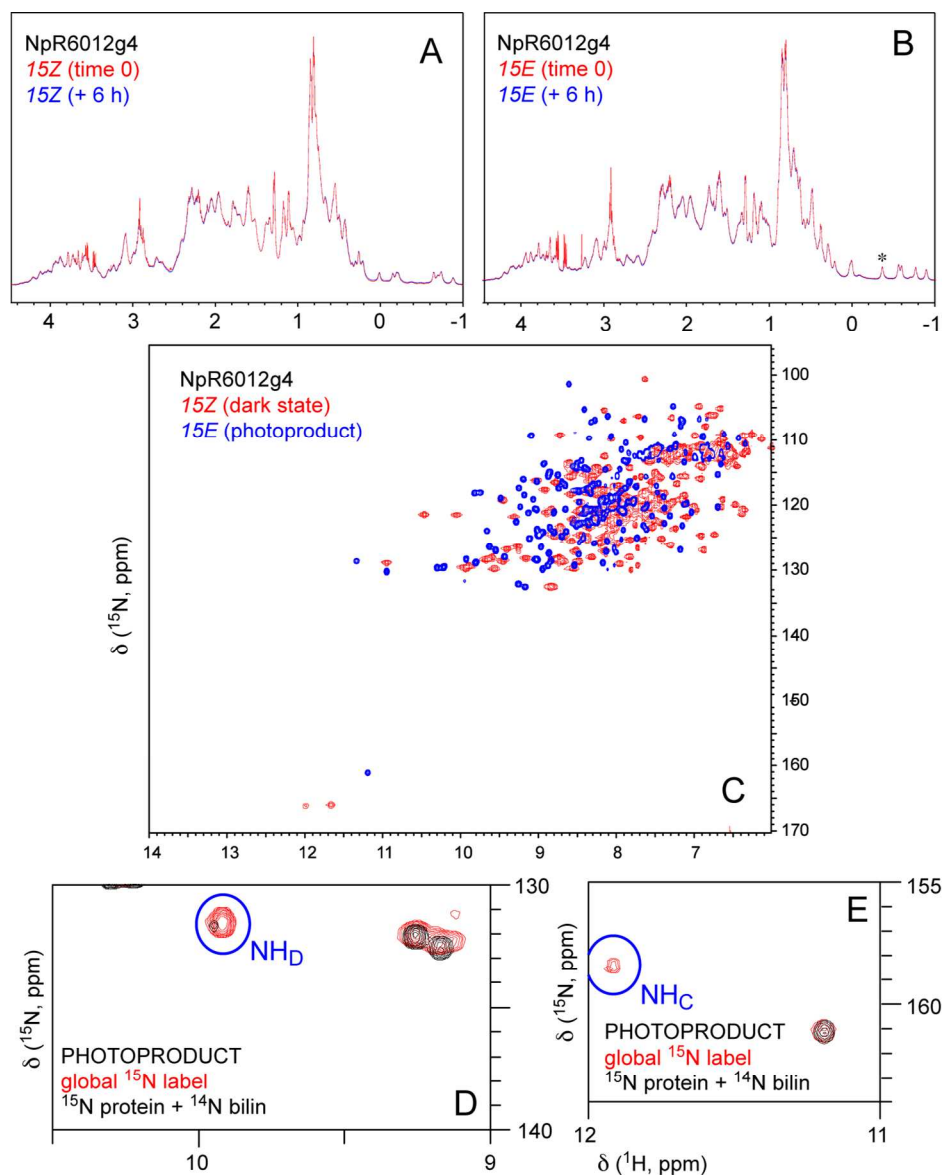 NpR6012g4
15Z (time 0)
15Z (+ 6 h)
A
4 3 2 1 0 -1
NpR6012g4
15E (time 0)
15E (+ 6 h)
B
*
4 3 2 1 0 -1
NpR6012g4
15Z (dark state)
15E (photoproduct)
100
110
120
130
140
150
160
170
δ (¹⁵N, ppm)
C
14 13 12 11 10 9 8 7
130
NH_D
PHOTOPRODUCT
global ¹⁵N label
¹⁵N protein + ¹⁴N bilin
D
140
δ (¹⁵N, ppm)
10 9
155
E
NH_C
160
PHOTOPRODUCT
global ¹⁵N label
¹⁵N protein + ¹⁴N bilin
δ (¹⁵N, ppm)
12 11
δ (¹H, ppm)